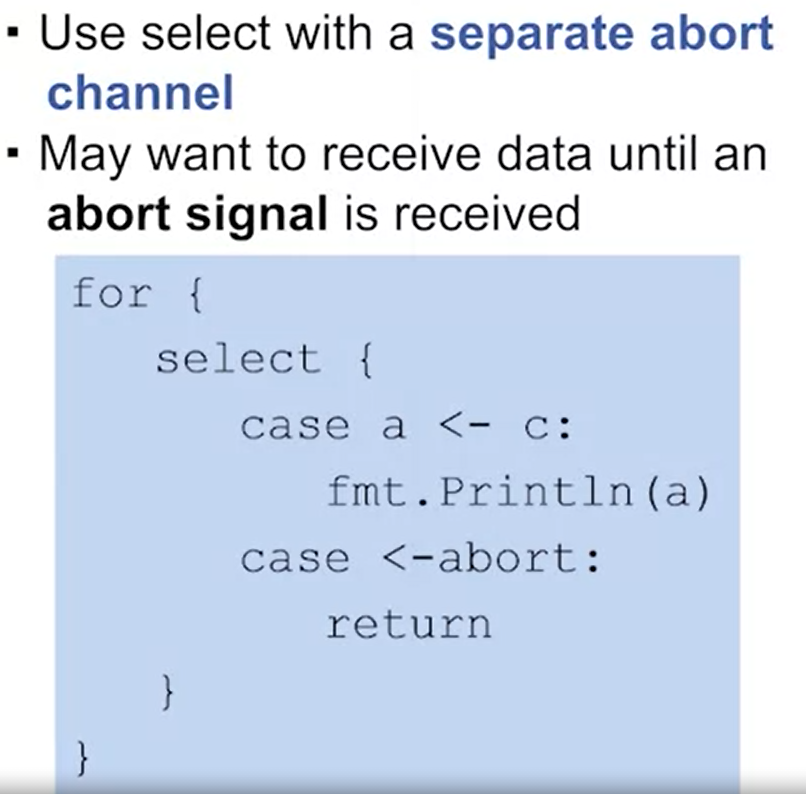 ▪ Use select with a separate abort
channel
▪ May want to receive data until an
abort signal is received
for {
select {
case a <- c:
fmt.Println(a)
case <-abort:
return
}
}